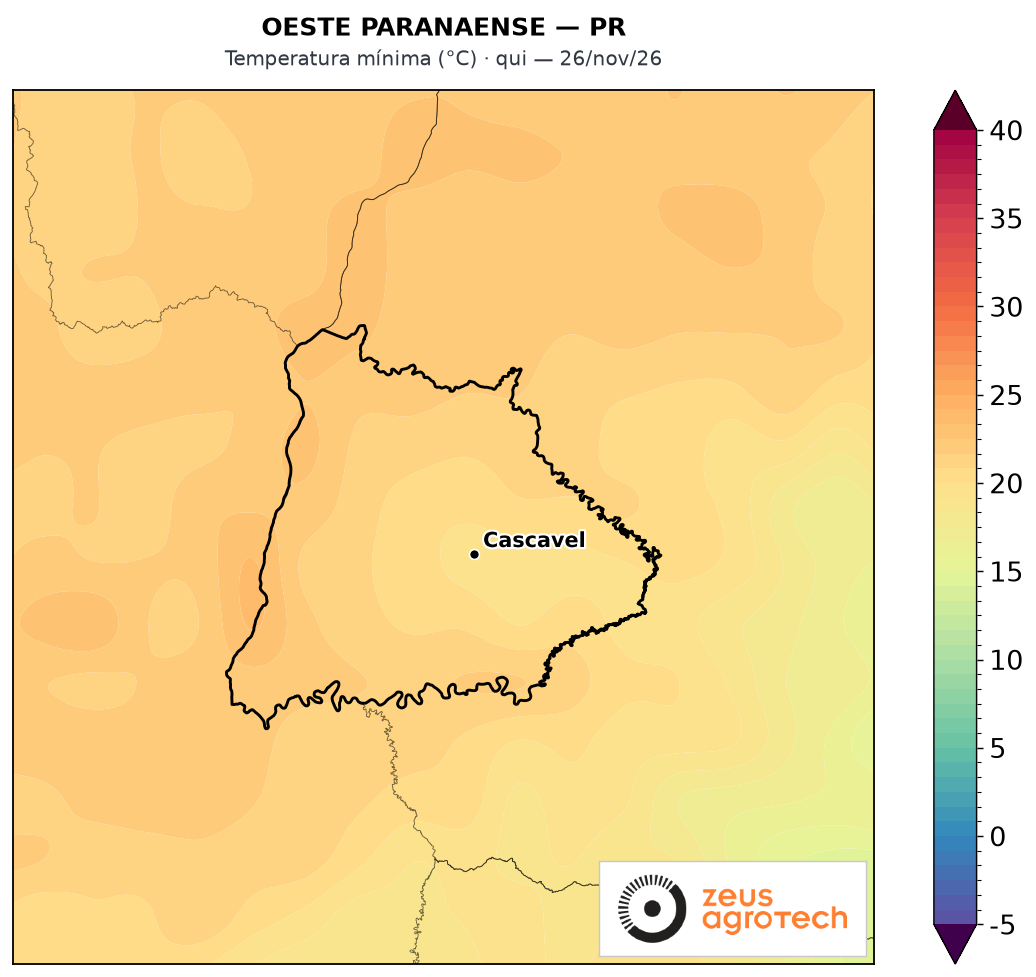 OESTE PARANAENSE — PR
Temperatura mínima (°C) · qui — 26/nov/26
40
35
30
25
20
15
10
5
0
-5
Cascavel
zeus
agrotech